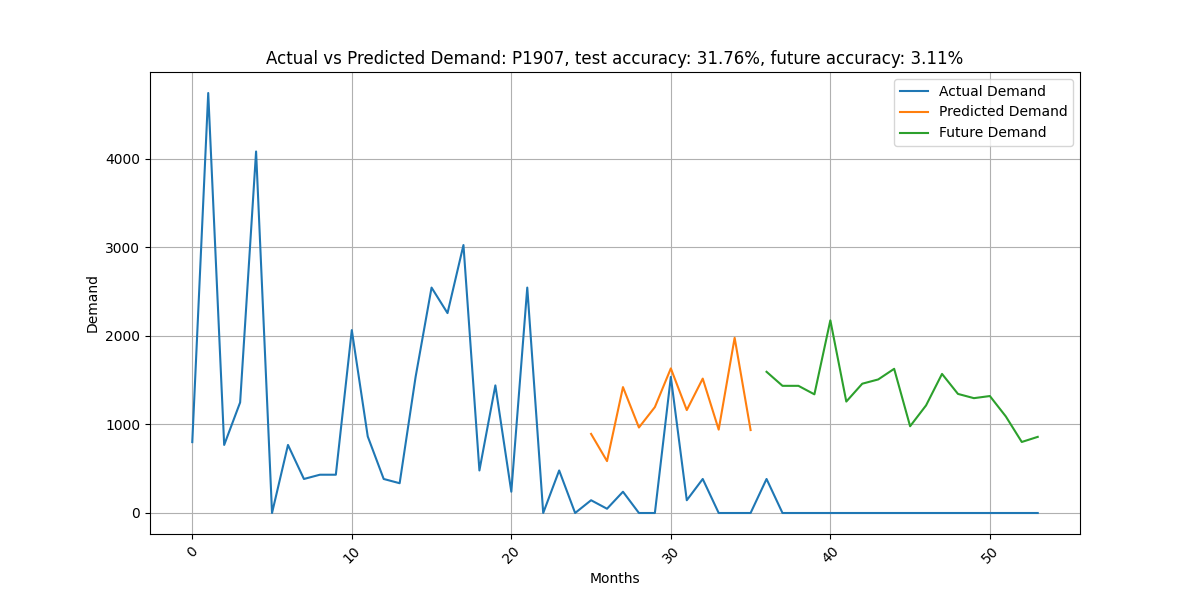 Actual vs Predicted Demand: P1907, test accuracy: 31.76%, future accuracy: 3.11%
Actual Demand
Predicted Demand
Future Demand
Demand
4000
3000
2000
1000
0
0 10 20 30 40 50
Months